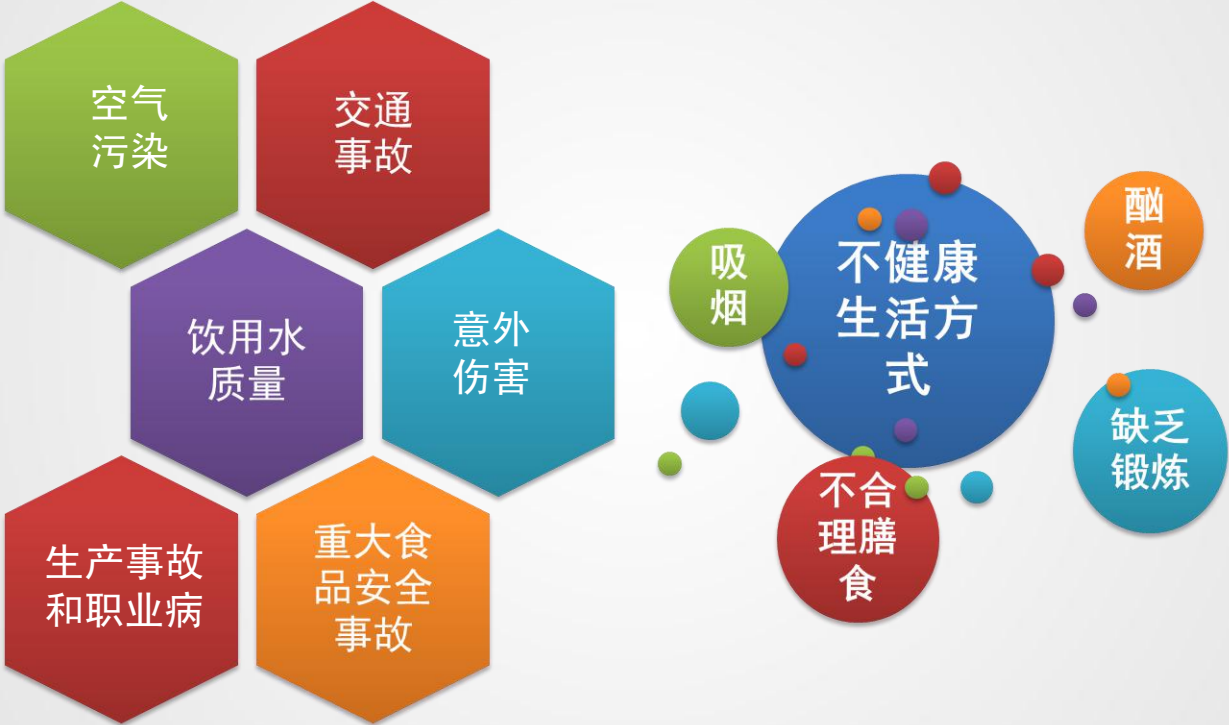 空气
污染
交通
事故
饮用水
质量
意外
伤害
生产事故
和职业病
重大食
品安全
事故
不健康
生活方
式
吸
烟
酗
酒
缺乏
锻炼
不合
理膳
食